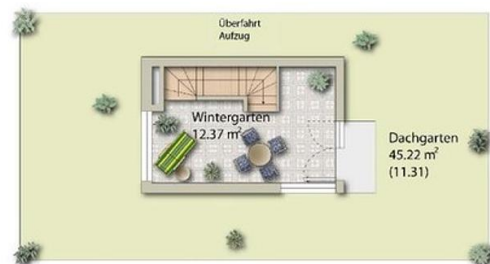 Überfahrt
Aufzug
Wintergarten
12.37 m²
Dachgarten
45.22 m²
(11.31)